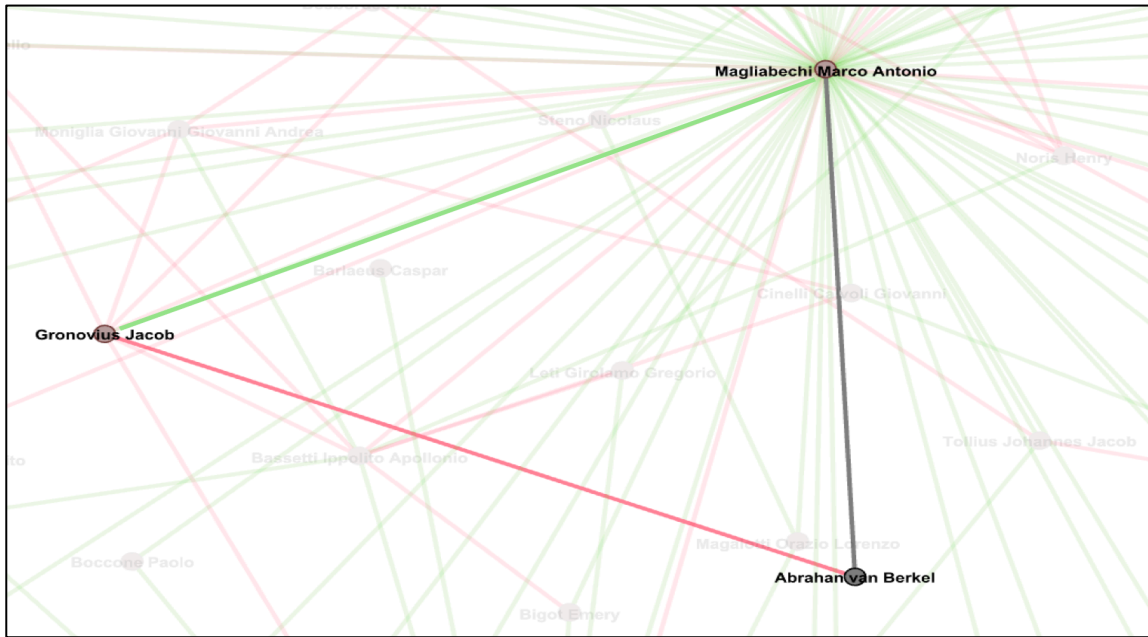 Magliabechi Marco Antonio
Moniglia Giovanni Giovanni Andrea
Steno Nicolaus
Noris Henry
Barlaeus Caspar
Cinelli Calvoli Giovanni
Gronovius Jacob
Leti Girolamo Gregorio
Tollius Johannes Jacob
Bassetti Ippolito Apollonio
Magalotti Orazio Lorenzo
Boccone Paolo
Abrahan van Berkel
Bigot Emery